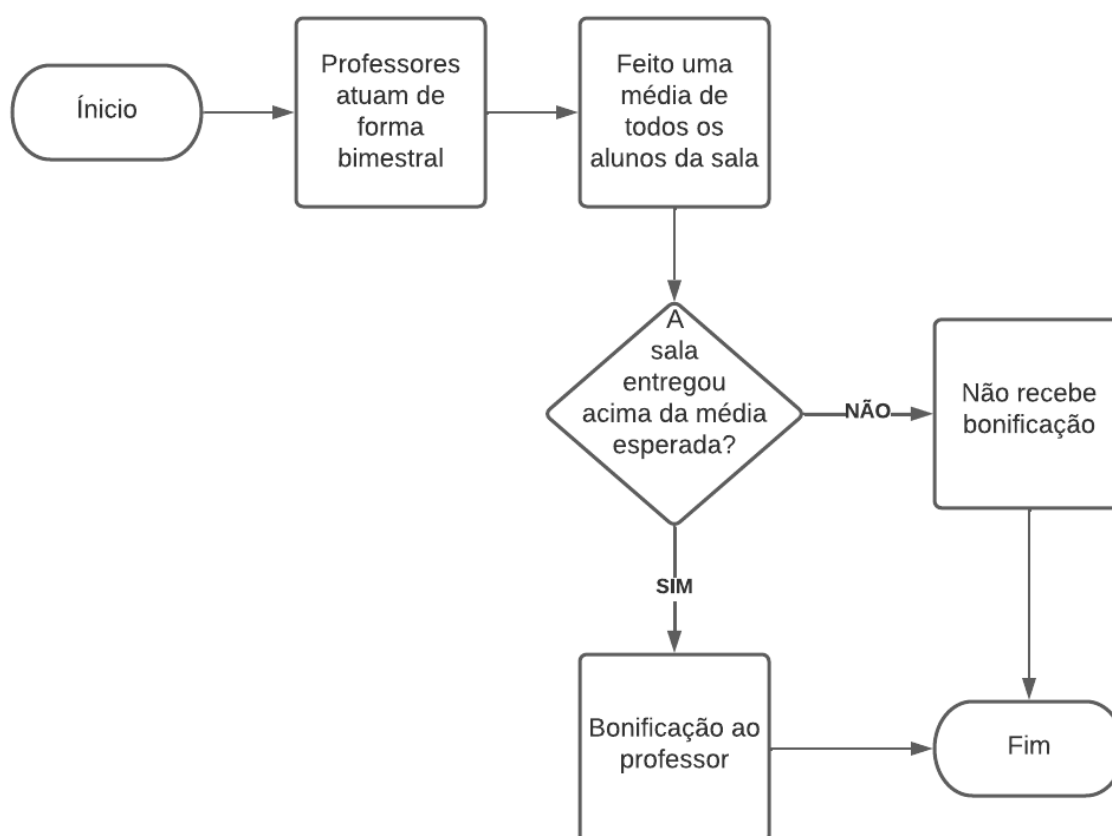 Ínicio
Professores
atuam de
forma
bimestral
Feito uma
média de
todos os
alunos da sala
A
sala
entregou
acima da média
esperada?
NÃO
Não recebe
bonificação
SIM
Bonificação ao
professor
Fim